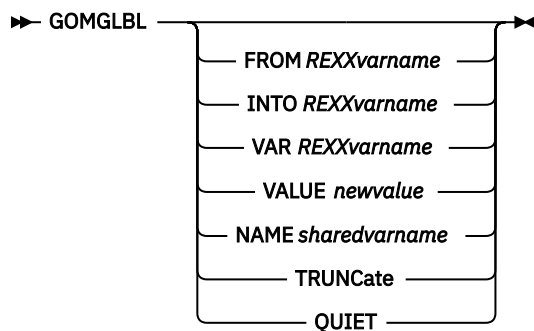 GOMGLBL
FROM REXXvarname
INTO REXXvarname
VAR REXXvarname
VALUE newvalue
NAME sharedvarname
TRUNCate
QUIET